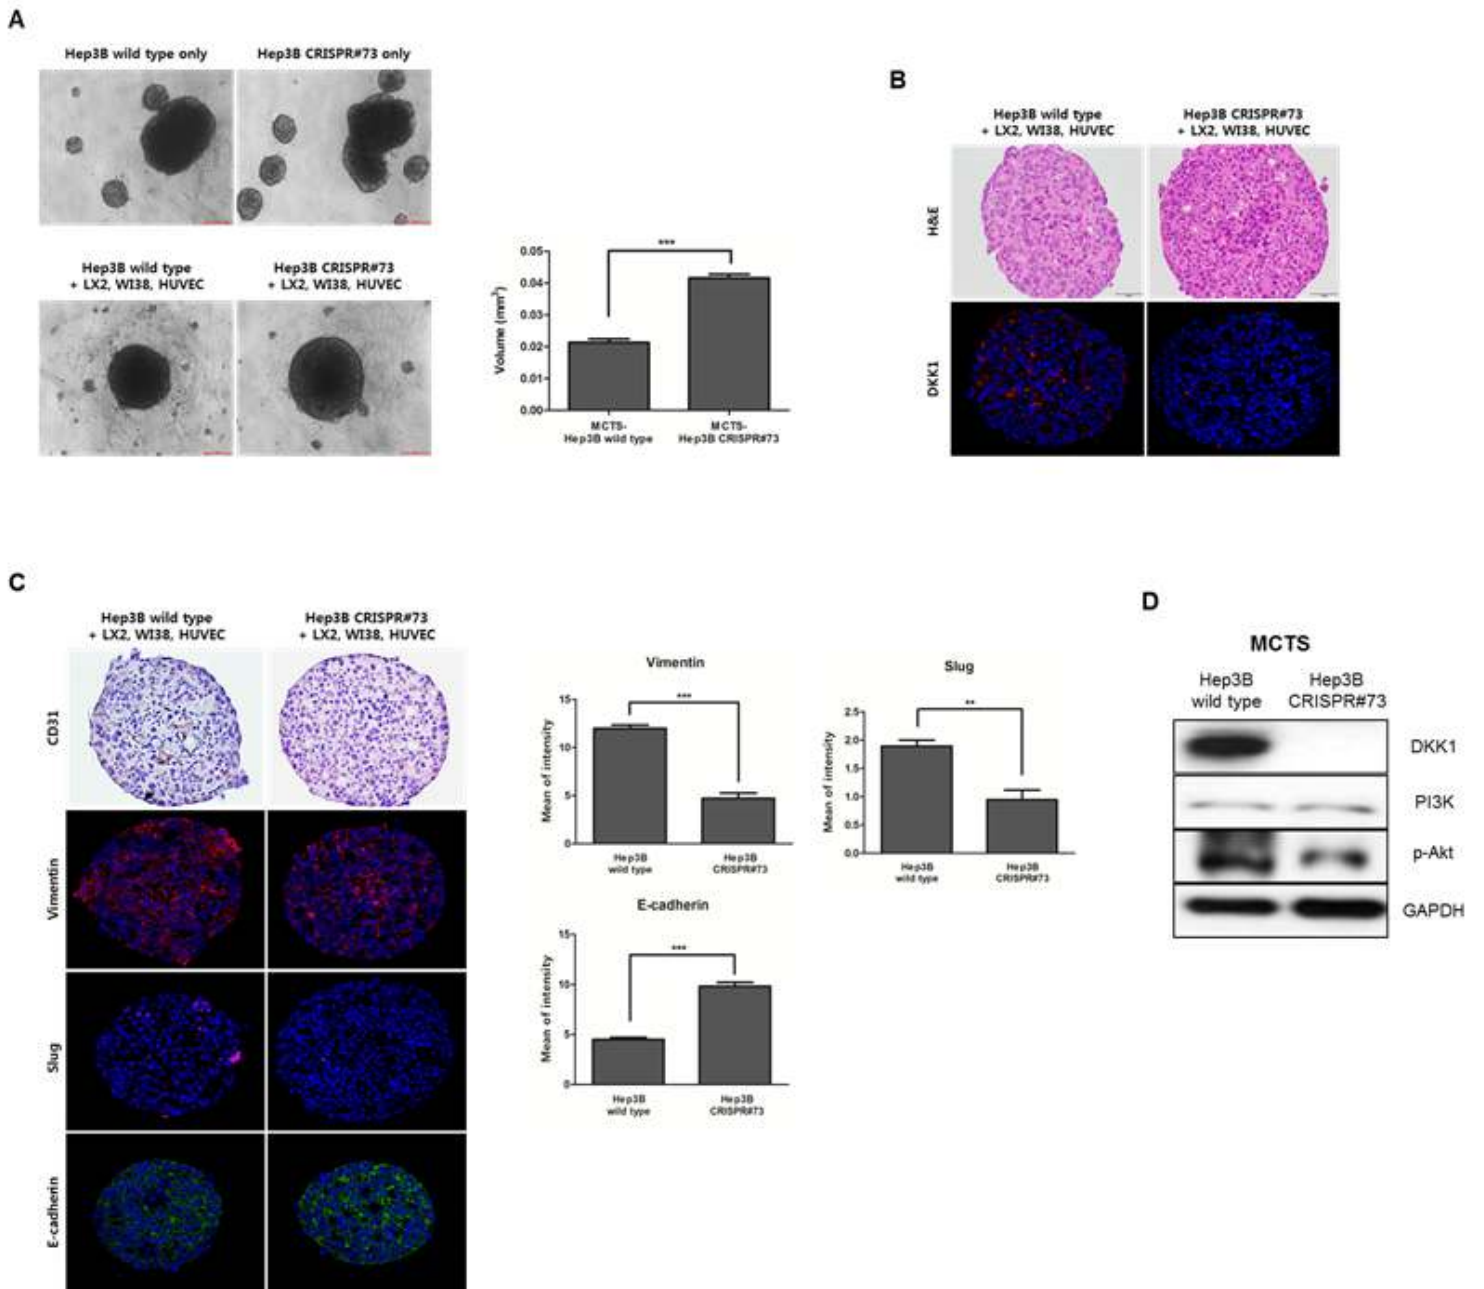 A
Hep3B wild type only
Hep3B CRISPR#73 only
Hep3B wild type
+ LX2, WI38, HUVEC
Hep3B CRISPR#73
+ LX2, WI38, HUVEC
Volume (mm³)
0.05
0.04
0.03
0.02
0.01
0.00
***
MCTS-
Hep3B wild type
MCTS-
Hep3B CRISPR#73
B
Hep3B wild type
+ LX2, WI38, HUVEC
Hep3B CRISPR#73
+ LX2, WI38, HUVEC
H&E
DKK1
C
Hep3B wild type
+ LX2, WI38, HUVEC
Hep3B CRISPR#73
+ LX2, WI38, HUVEC
CD31
Vimentin
Slug
E-cadherin
Vimentin
Mean of intensity
15
10
5
0
***
Hep3B
wild type
Hep3B
CRISPR#73
Slug
Mean of intensity
2.5
2.0
1.5
1.0
0.5
0.0
**
Hep3B
wild type
Hep3B
CRISPR#73
E-cadherin
Mean of intensity
15
10
5
0
***
Hep3B
wild type
Hep3B
CRISPR#73
D
MCTS
Hep3B
wild type
Hep3B
CRISPR#73
DKK1
PI3K
p-Akt
GAPDH